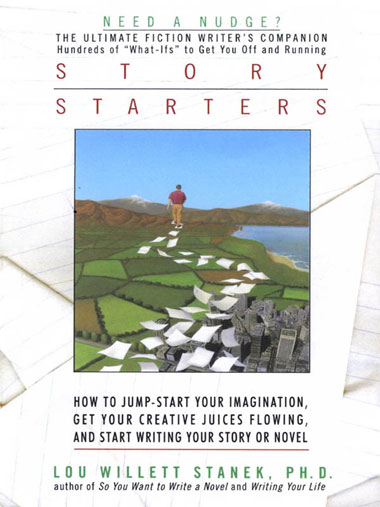 NEED A NUDGE?
THE ULTIMATE FICTION WRITER'S COMPANION
Hundreds of "What-Ifs" to Get You Off and Running
STORY
STARTERS
HOW TO JUMP-START YOUR IMAGINATION,
GET YOUR CREATIVE JUICES FLOWING,
AND START WRITING YOUR STORY OR NOVEL
LOU WILLETT STANEK, PH.D.
author of So You Want to Write a Novel and Writing Your Life